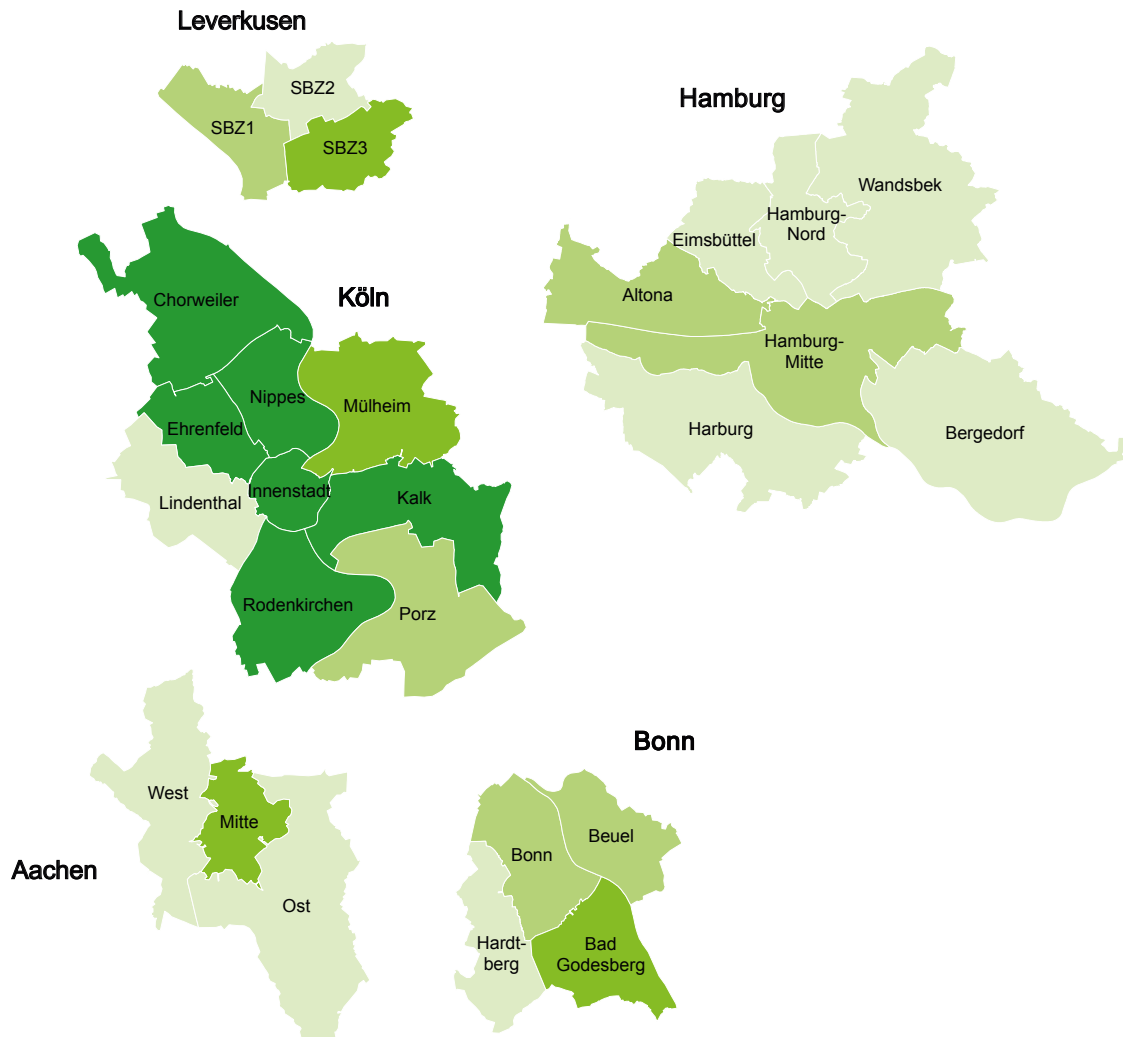 Leverkusen
SBZ2
SBZ1
SBZ3
Hamburg
Wandsbek
Hamburg-
Nord
Eimsbüttel
Altona
Hamburg-
Mitte
Harburg
Bergedorf
Köln
Chorweiler
Nippes
Mülheim
Ehrenfeld
Innenstadt
Lindenthal
Kalk
Rodenkirchen
Porz
Aachen
West
Mitte
Ost
Bonn
Beuel
Bonn
Hardt-
berg
Bad
Godesberg